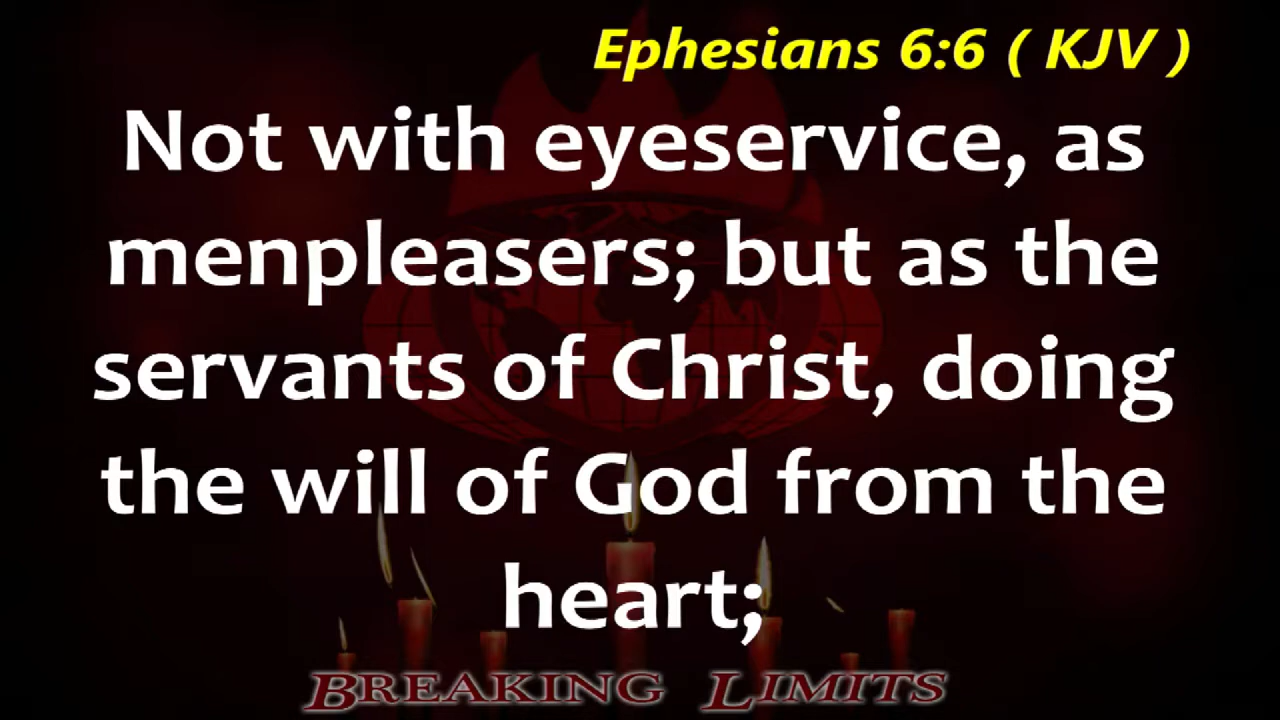 Ephesians 6:6 ( KJV )
Not with eyeservice, as
menpleasers; but as the
servants of Christ, doing
the will of God from the
heart;
BREAKING LIMITS